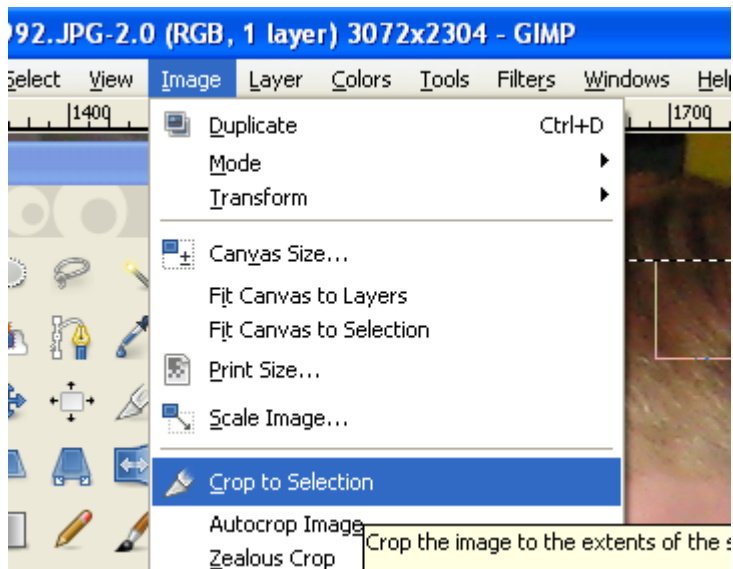 992.JPG-2.0 (RGB, 1 layer) 3072x2304 - GIMP
Select View Image Layer Colors Tools Filters Windows Help
1400 1700
Duplicate Ctrl+D
Mode
Transform
Canvas Size...
Fit Canvas to Layers
Fit Canvas to Selection
Print Size...
Scale Image...
Crop to Selection
Autocrop Image
Crop the image to the extents of the s
Zealous Crop